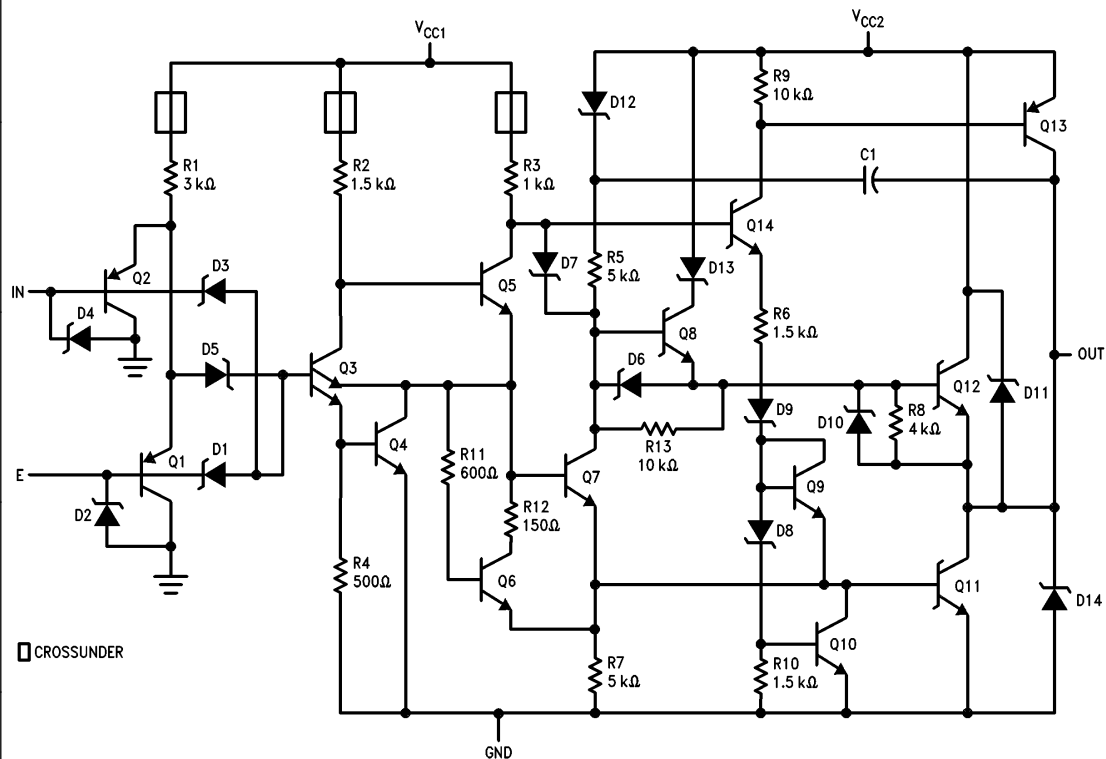 VCC1
VCC2
R1
3 kΩ
R2
1.5 kΩ
R3
1 kΩ
D12
R9
10 kΩ
Q13
C1
Q14
IN
Q2
D3
D4
D5
Q3
Q5
D7
R5
5 kΩ
D13
Q8
R6
1.5 kΩ
D6
Q12
D11
OUT
D9
D10
R8
4 kΩ
R13
10 kΩ
E
Q1
D1
D2
Q4
R11
600Ω
R12
150Ω
Q7
Q9
D8
R4
500Ω
Q6
Q11
D14
CROSSUNDER
R7
5 kΩ
R10
1.5 kΩ
Q10
GND